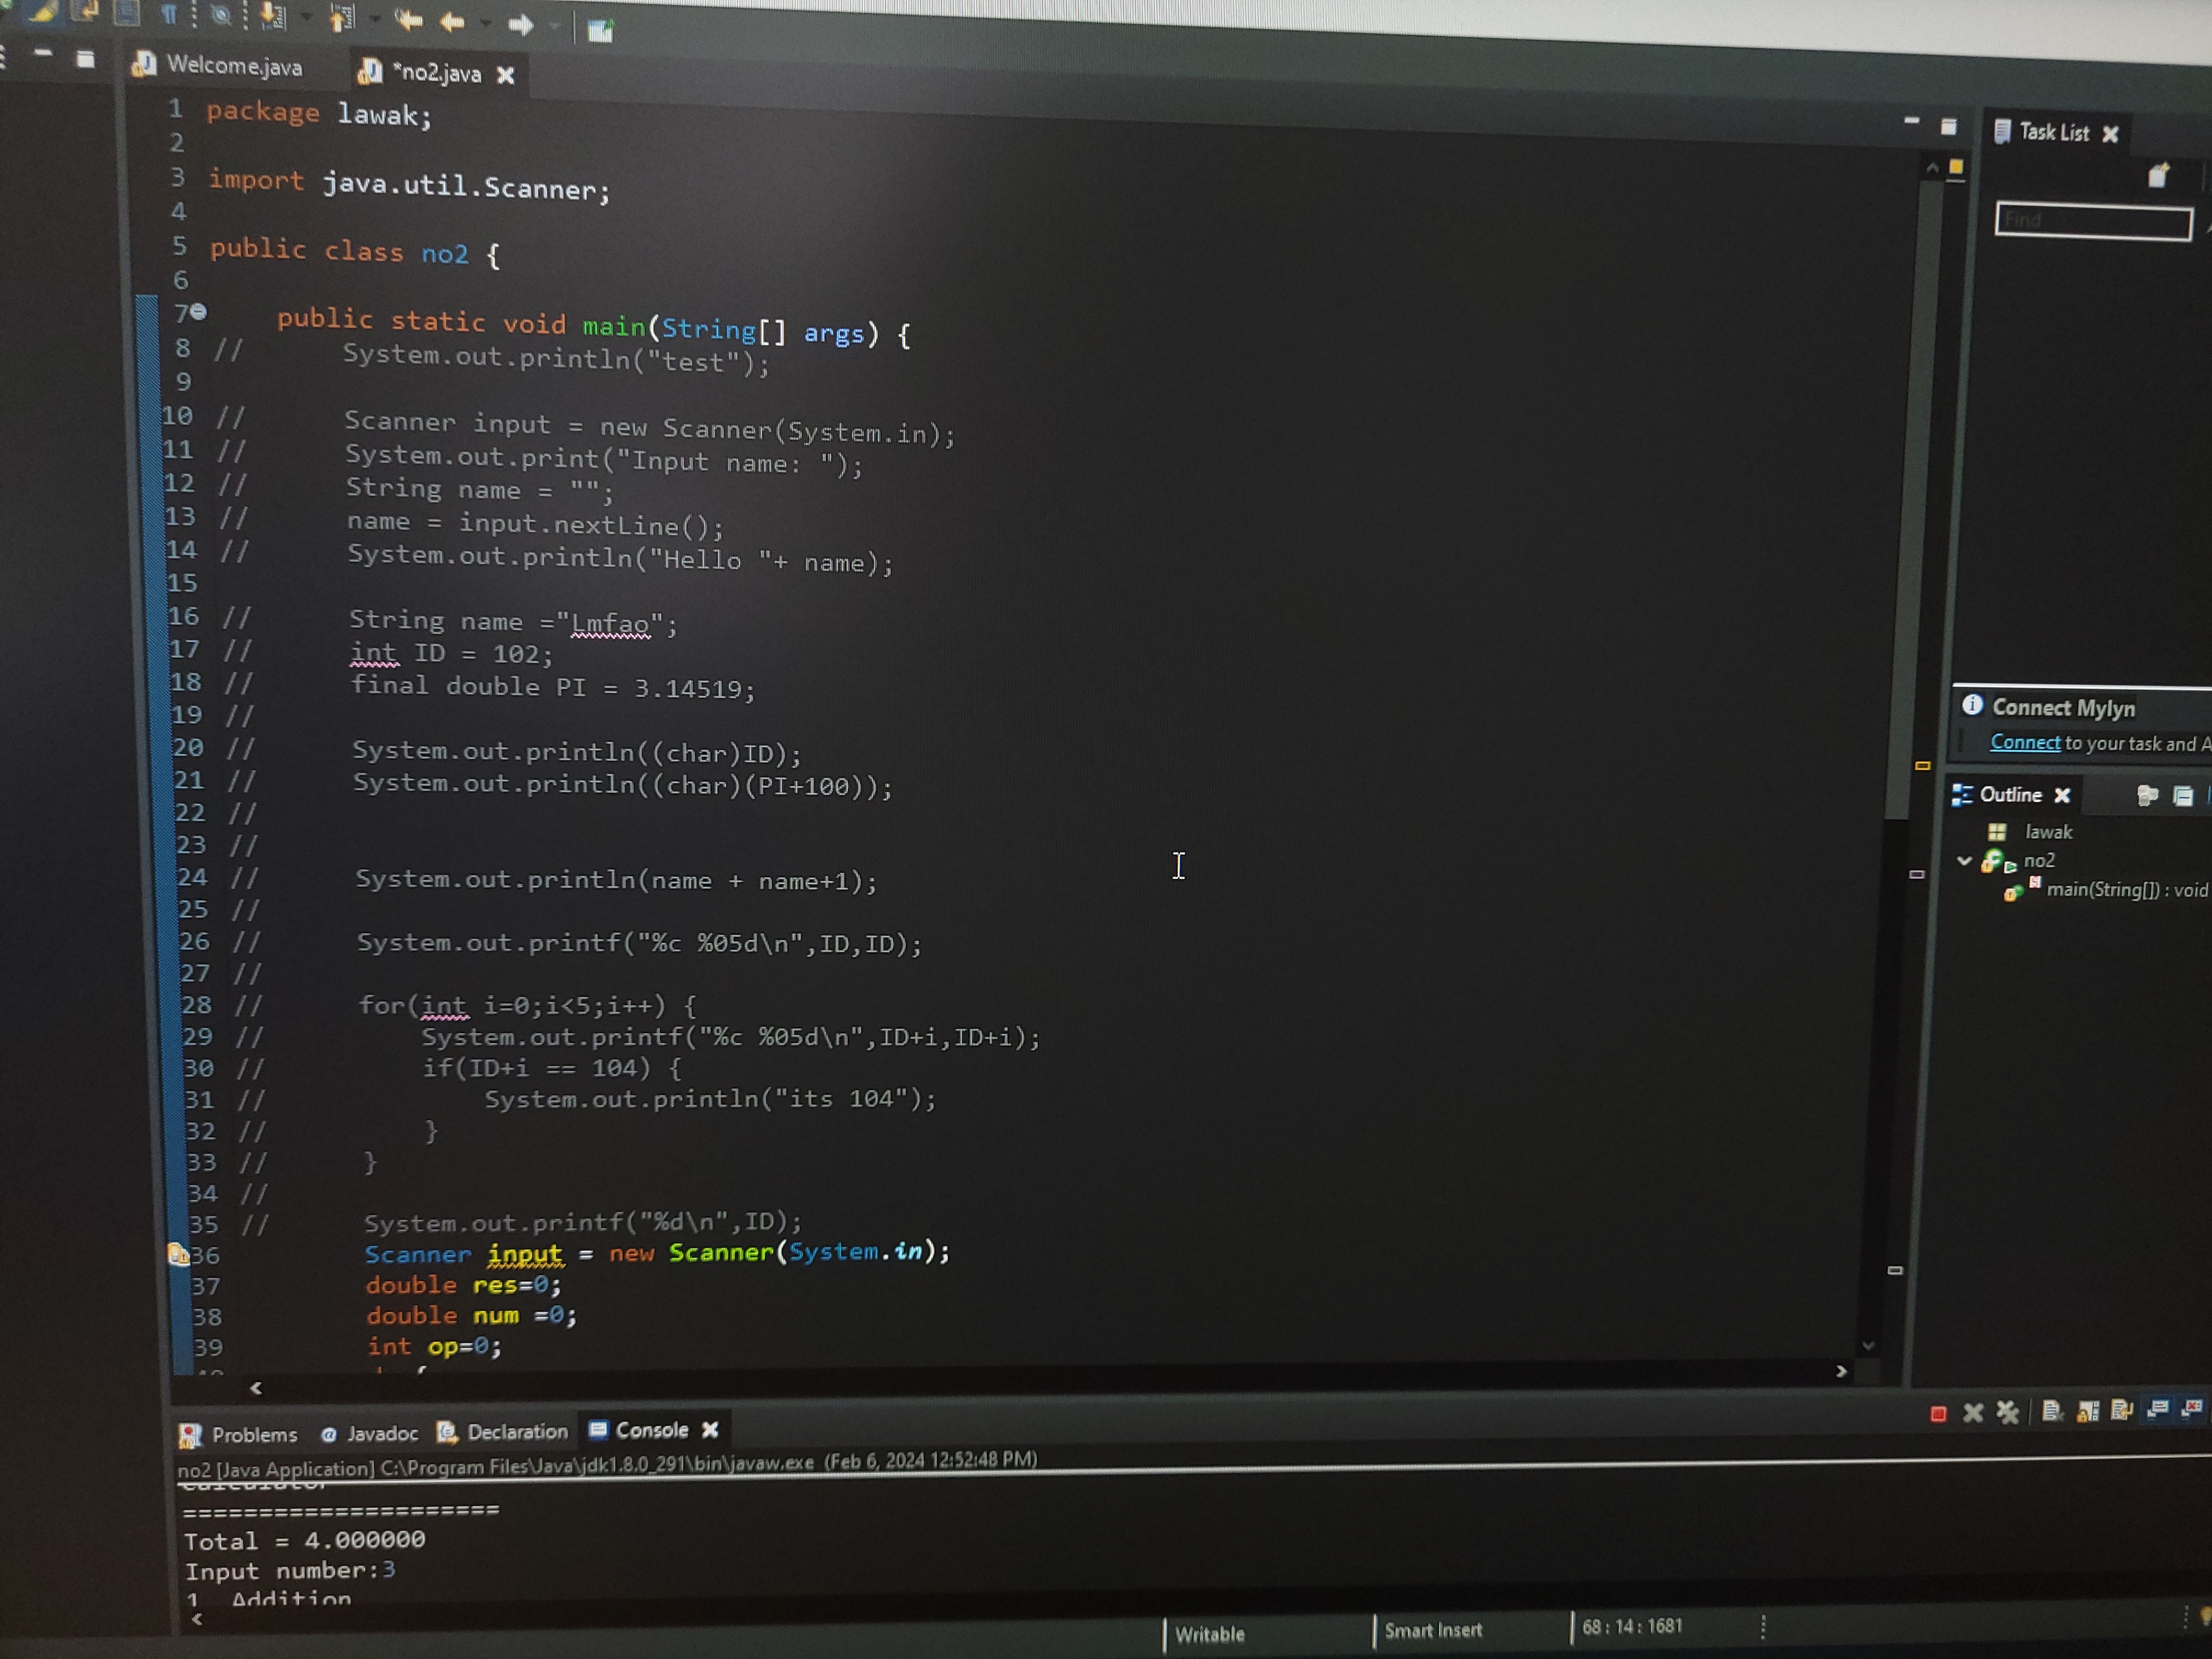 Welcome.java
*no2.java
1 package lawak;
2
3 import java.util.Scanner;
4
5 public class no2 {
6
7 public static void main(String[] args) {
8 // System.out.println("test");
9
10 // Scanner input = new Scanner(System.in);
11 // System.out.print("Input name: ");
12 // String name = "";
13 // name = input.nextLine();
14 // System.out.println("Hello "+ name);
15
16 // String name ="Lmfao";
17 // int ID = 102;
18 // final double PI = 3.14519;
19 //
20 // System.out.println((char)ID);
21 // System.out.println((char)(PI+100));
22 //
23 //
24 // System.out.println(name + name+1);
25 //
26 // System.out.printf("%c %05d\n",ID,ID);
27 //
28 // for(int i=0;i<5;i++) {
29 // System.out.printf("%c %05d\n",ID+i,ID+i);
30 // if(ID+i == 104) {
31 // System.out.println("its 104");
32 // }
33 // }
34 //
35 // System.out.printf("%d\n",ID);
36 Scanner input = new Scanner(System.in);
37 double res=0;
38 double num =0;
39 int op=0;
Task List
Find
Connect Mylyn
Connect to your task and A
Outline
lawak
no2
main(String[]) : void
Problems
Javadoc
Declaration
Console
no2 [Java Application] C:\Program Files\Java\jdk1.8.0_291\bin\javaw.exe (Feb 6, 2024 12:52:48 PM)
====================
Total = 4.000000
Input number:3
1 Addition
Writable
Smart Insert
68 : 14 : 1681